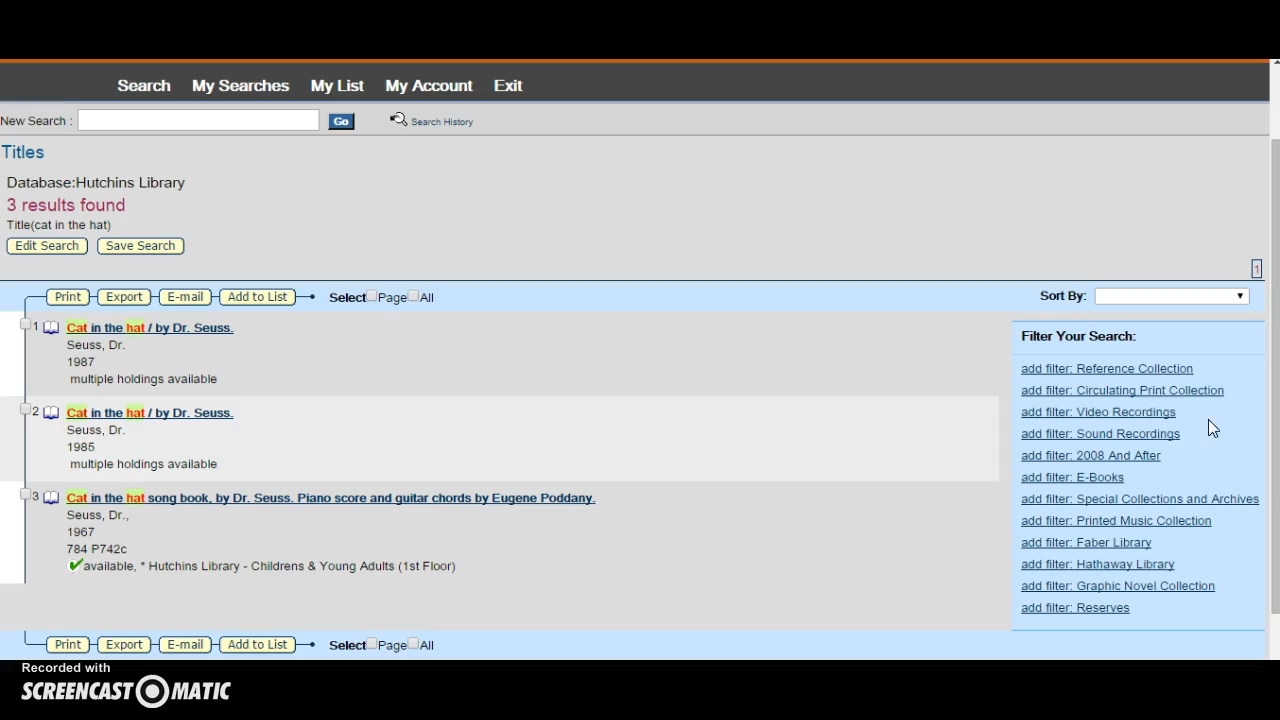 Search My Searches My List My Account Exit
New Search : Go Search History
Titles
Database:Hutchins Library
3 results found
Title(cat in the hat)
Edit Search Save Search
1
Print Export E-mail Add to List Select Page All Sort By:
1 Cat in the hat / by Dr. Seuss.
Seuss, Dr.
1987
multiple holdings available
2 Cat in the hat / by Dr. Seuss.
Seuss, Dr.
1985
multiple holdings available
3 Cat in the hat song book, by Dr. Seuss. Piano score and guitar chords by Eugene Poddany.
Seuss, Dr.,
1967
784 P742c
available, * Hutchins Library - Childrens & Young Adults (1st Floor)
Filter Your Search:
add filter: Reference Collection
add filter: Circulating Print Collection
add filter: Video Recordings
add filter: Sound Recordings
add filter: 2008 And After
add filter: E-Books
add filter: Special Collections and Archives
add filter: Printed Music Collection
add filter: Faber Library
add filter: Hathaway Library
add filter: Graphic Novel Collection
add filter: Reserves
Print Export E-mail Add to List Select Page All
Recorded with
SCREENCAST MATIC